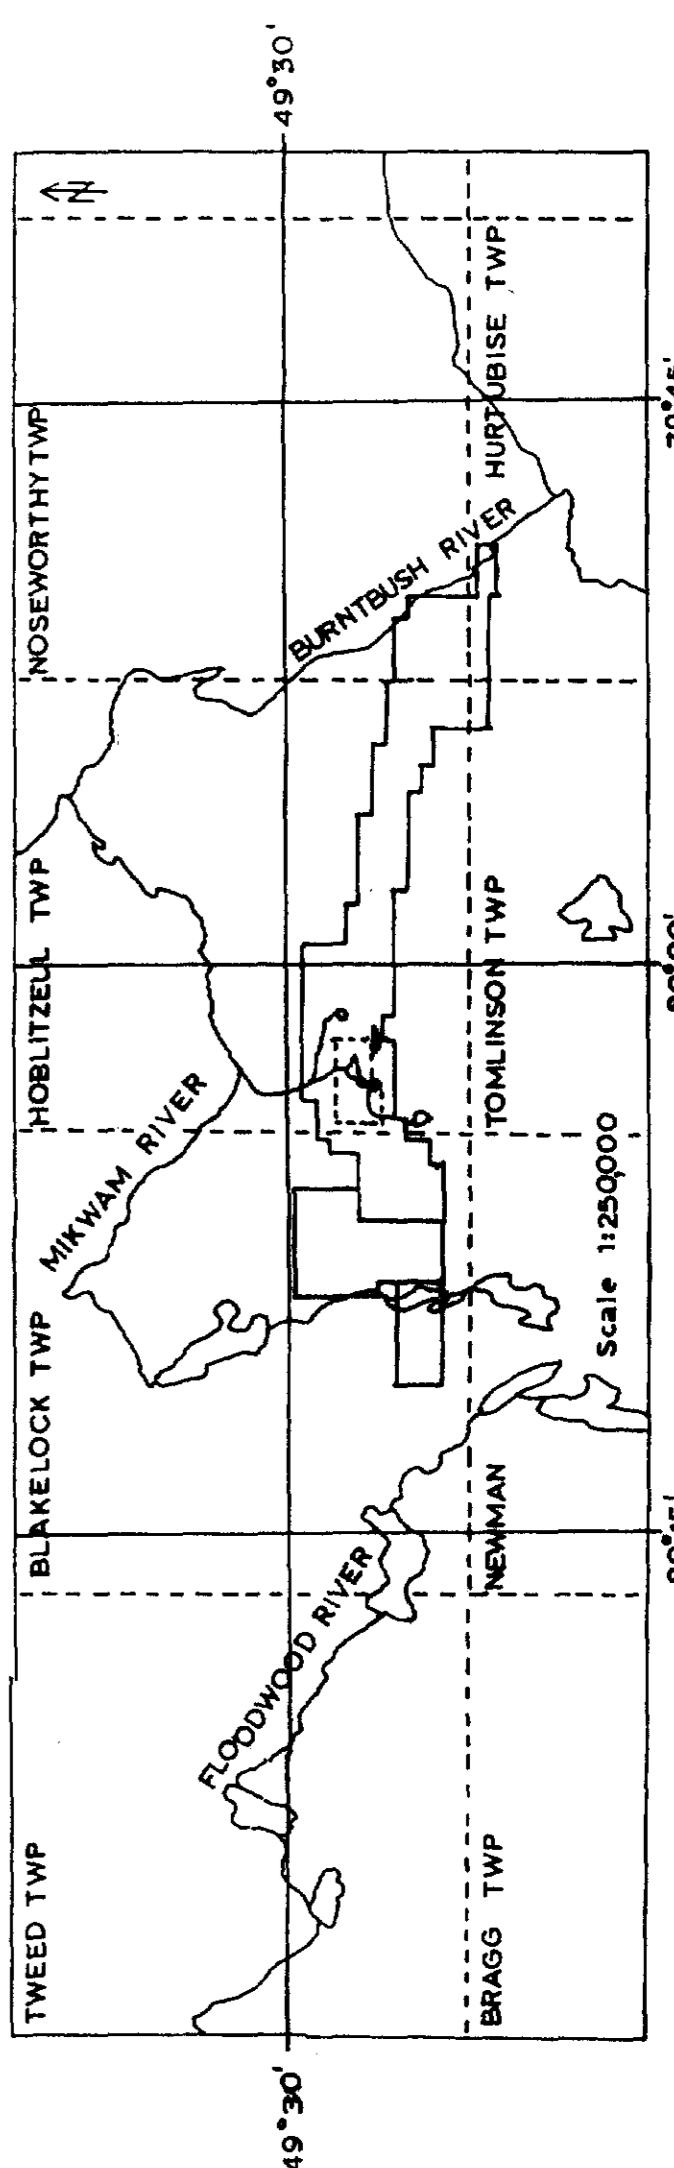 TWEED TWP
BLAKELOCK TWP
HOBLITZELL TWP
NOSEWORTHY TWP
N
MIKWAM RIVER
FLOODWOOD RIVER
BURNTBUSH RIVER
49°30'
49°30'
BRAGG TWP
NEWMAN
TOMLINSON TWP
HURTUBISE TWP
Scale 1:250,000